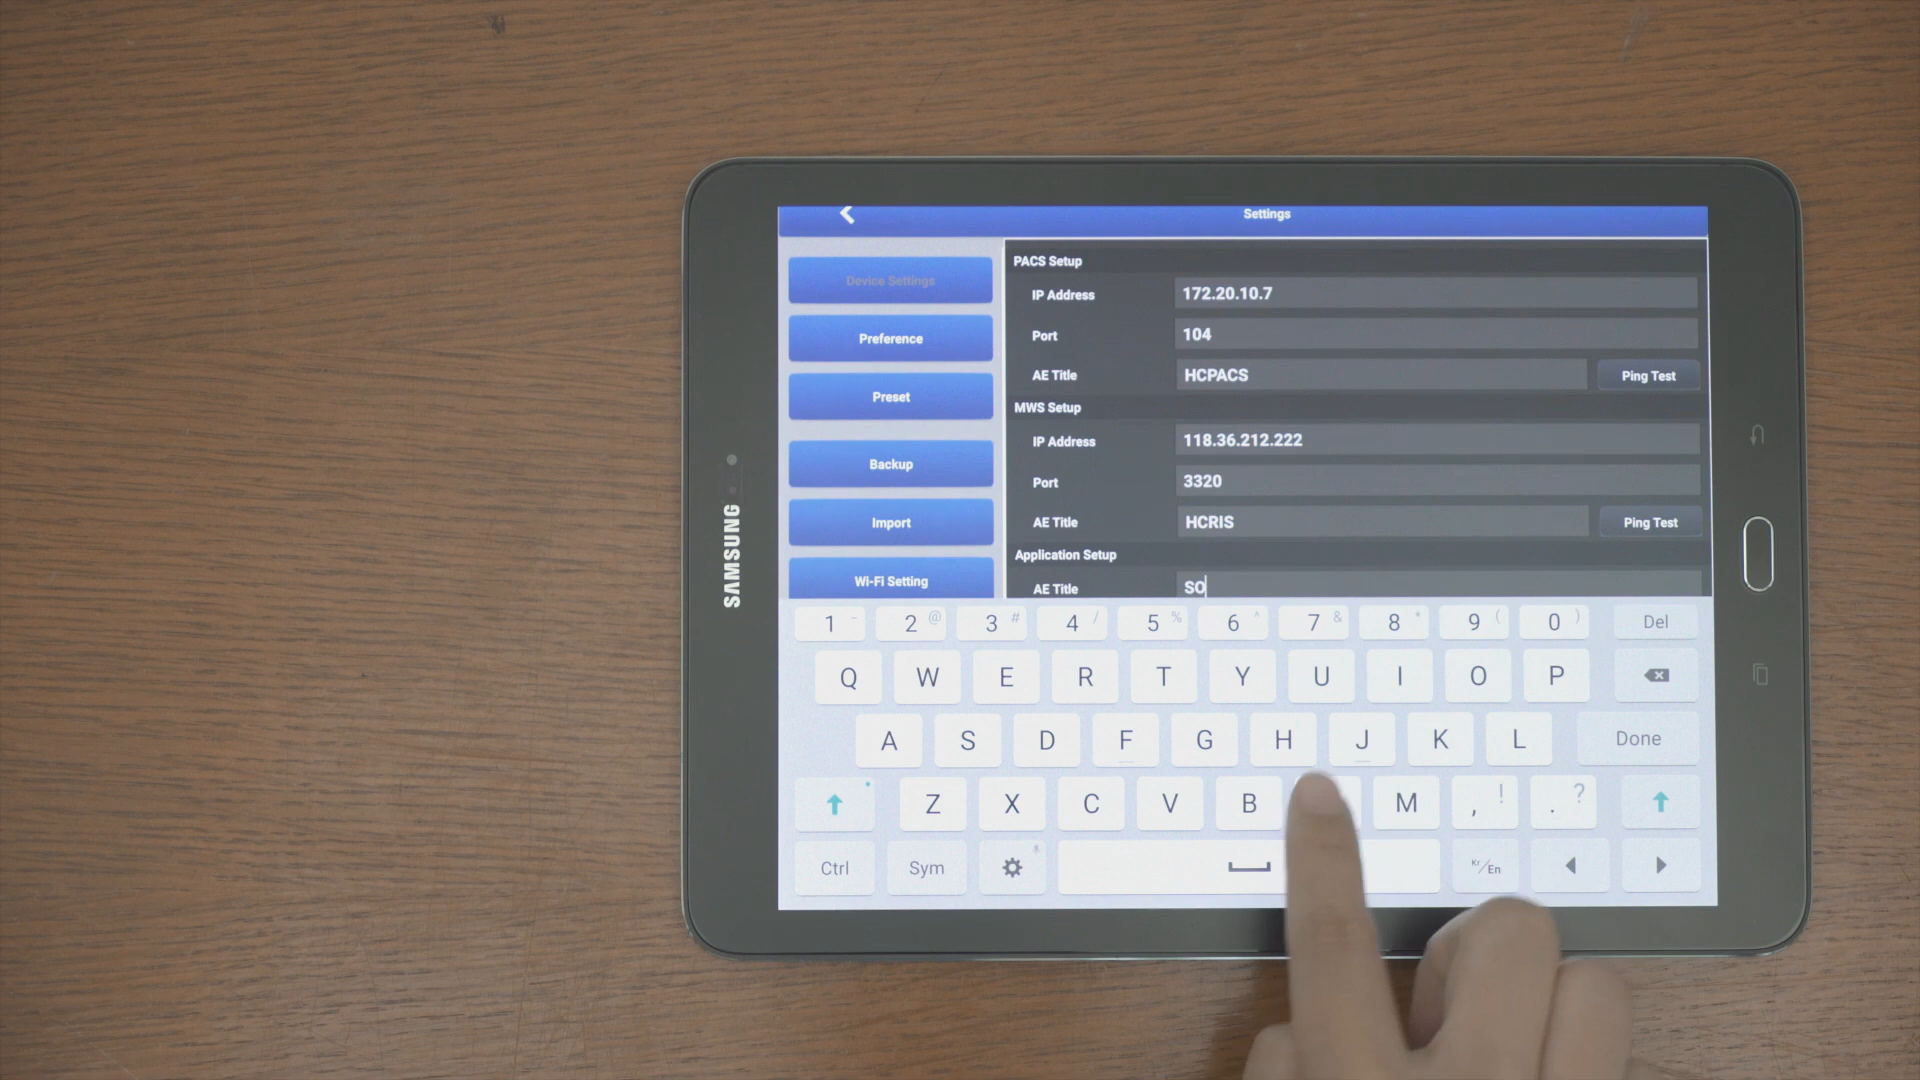 Settings
Device Settings
Preference
Preset
Backup
Import
Wi-Fi Setting
PACS Setup
IP Address 172.20.10.7
Port 104
AE Title HCPACS Ping Test
MWS Setup
IP Address 118.36.212.222
Port 3320
AE Title HCRIS Ping Test
Application Setup
AE Title SO
SAMSUNG
1 - 2 @ 3 # 4 / 5 % 6 ^ 7 & 8 * 9 ( 0 ) Del
Q W E R T Y U I O P
A S D F G H J K L Done
Z X C V B M , ! . ?
Ctrl Sym Kr/En